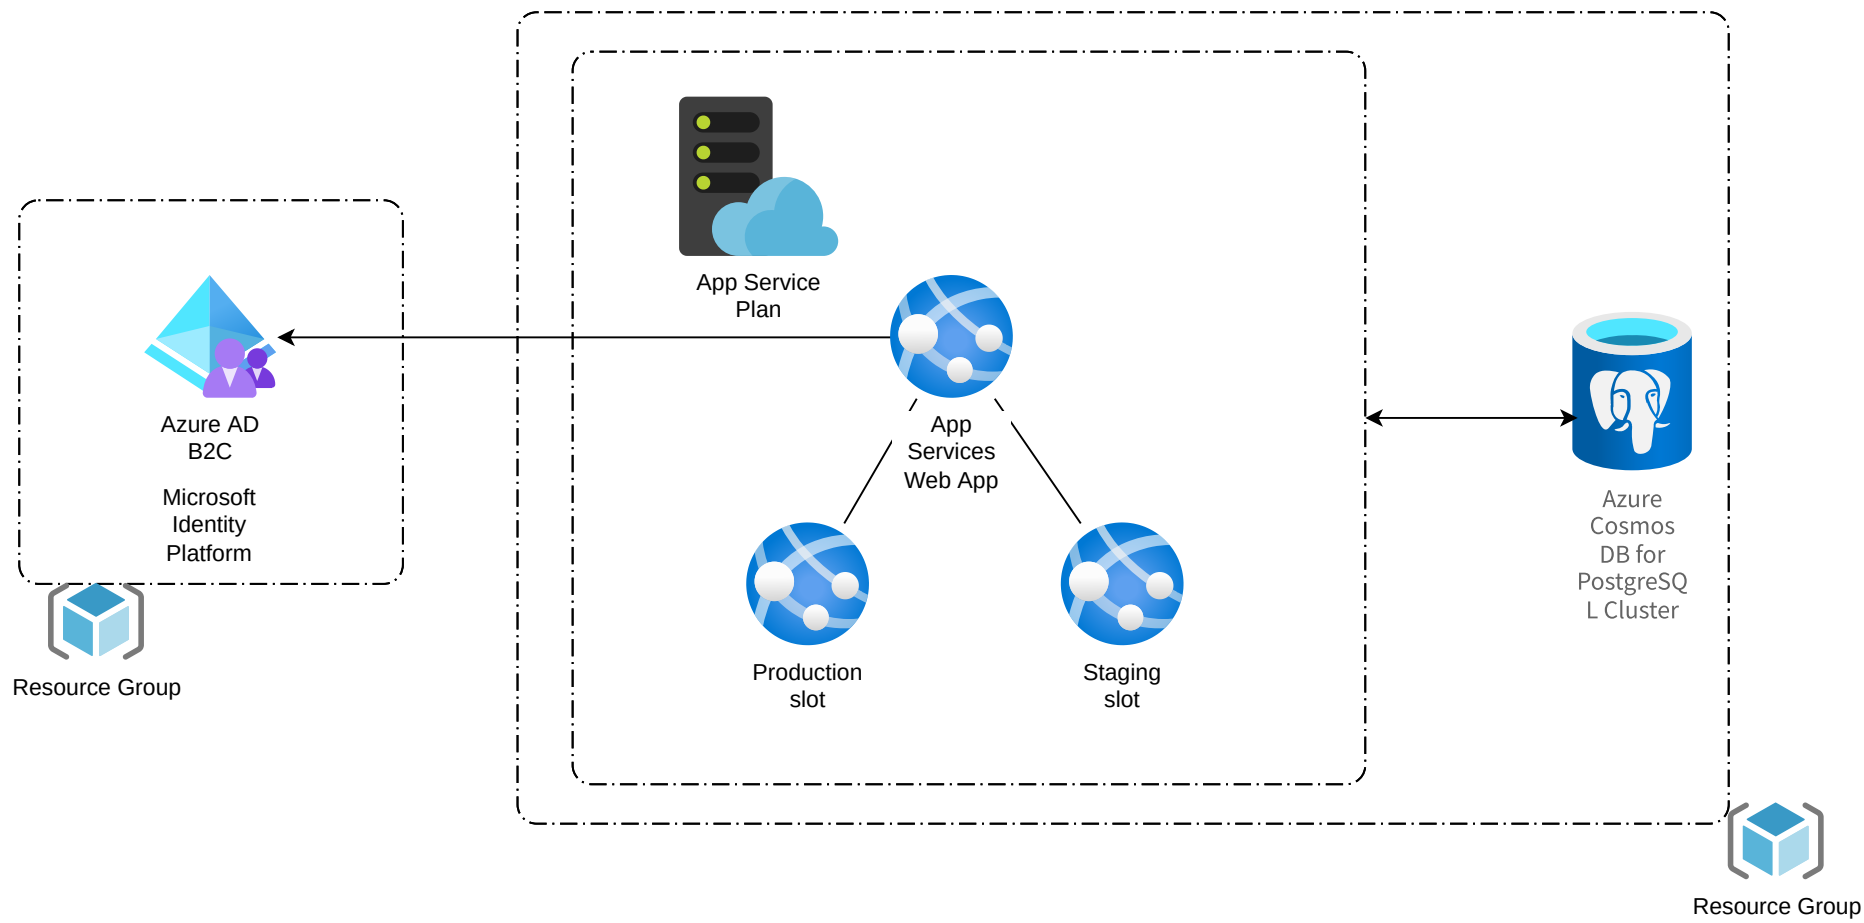 App Service
Plan
Azure AD
B2C
Microsoft
Identity
Platform
Resource Group
App
Services
Web App
Production
slot
Staging
slot
Azure
Cosmos
DB for
PostgreSQ
L Cluster
Resource Group